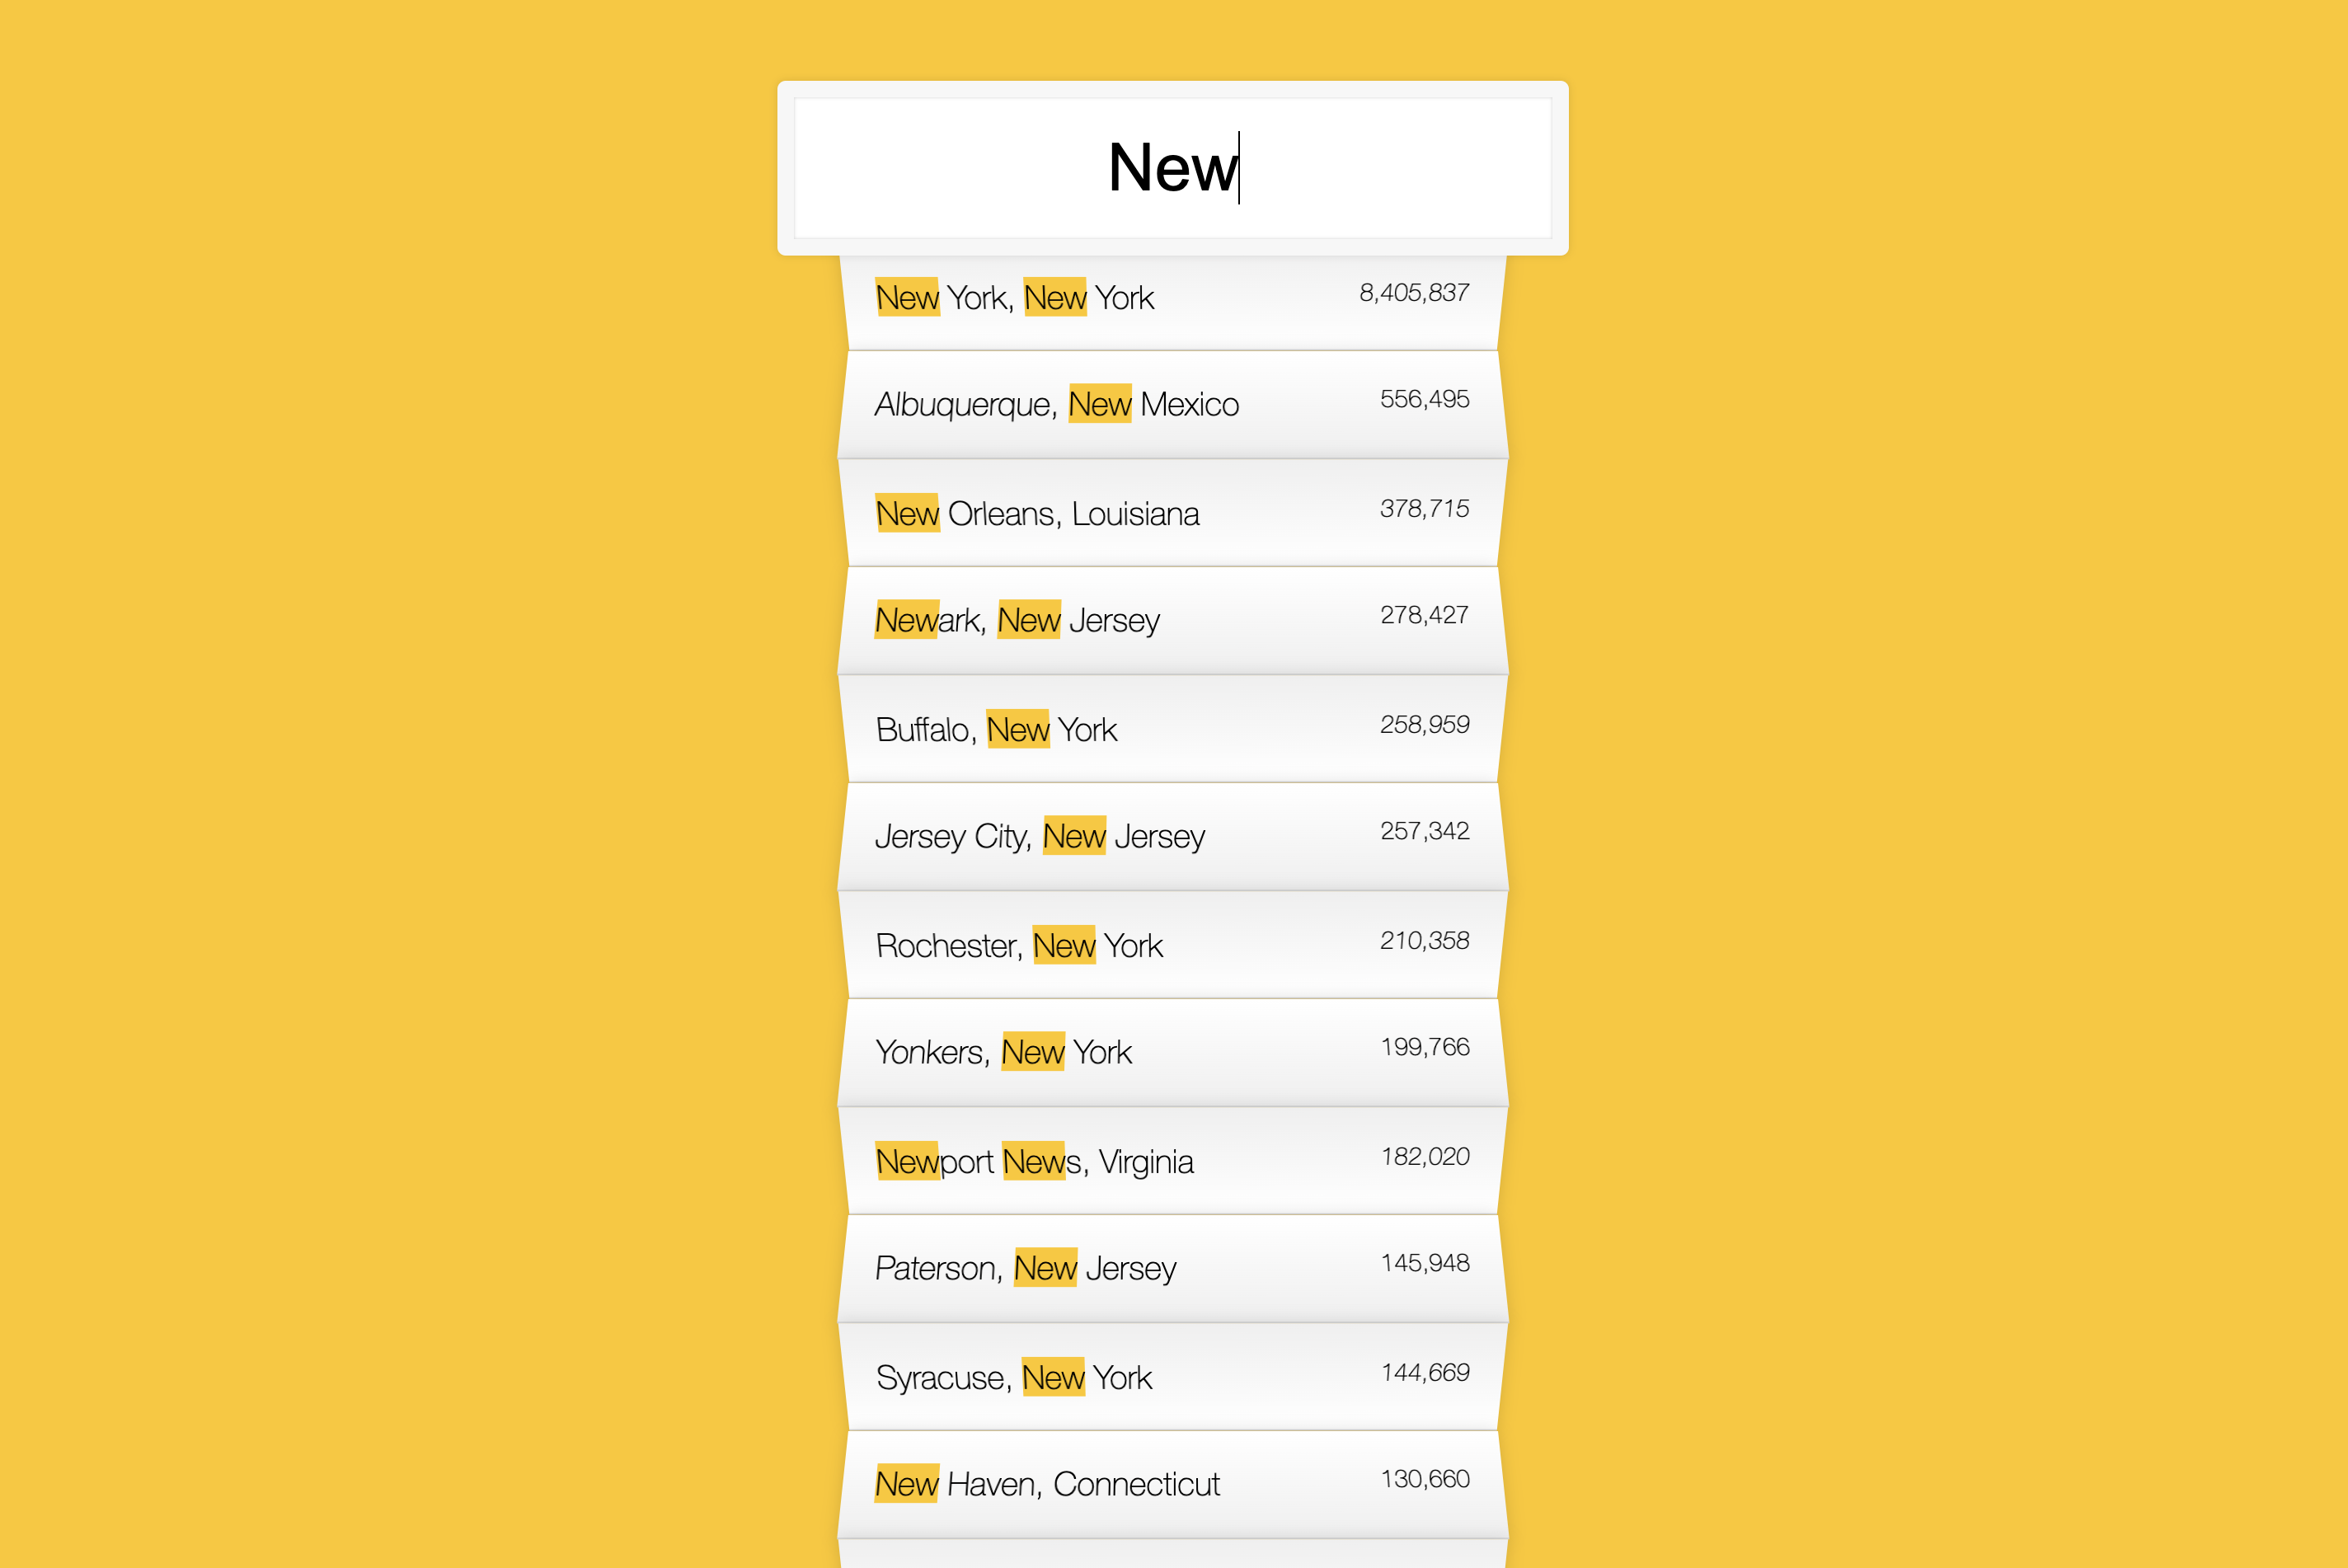 New
New York, New York 8,405,837
Albuquerque, New Mexico 556,495
New Orleans, Louisiana 378,715
Newark, New Jersey 278,427
Buffalo, New York 258,959
Jersey City, New Jersey 257,342
Rochester, New York 210,358
Yonkers, New York 199,766
Newport News, Virginia 182,020
Paterson, New Jersey 145,948
Syracuse, New York 144,669
New Haven, Connecticut 130,660